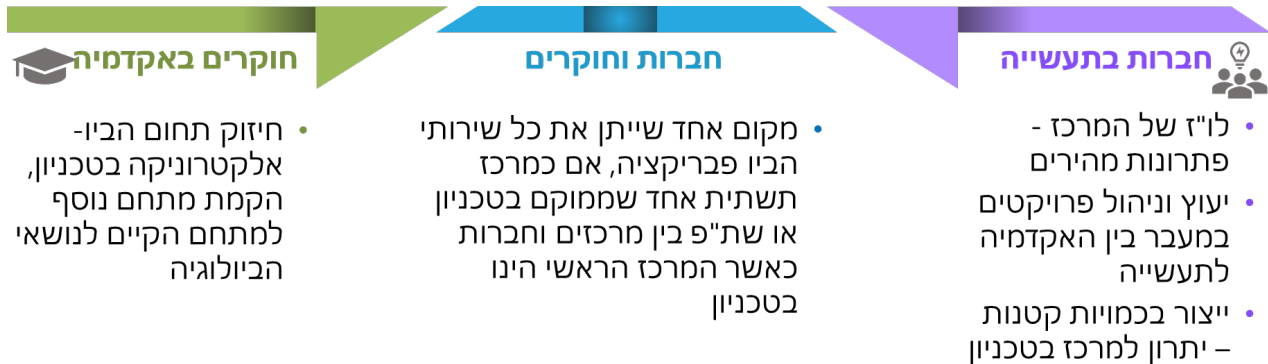 חברות בתעשייה
• לו"ז של המרכז -
פתרונות מהירים
• יעוץ וניהול פרויקטים
במעבר בין האקדמיה
לתעשייה
• ייצור בכמויות קטנות
– יתרון למרכז בטכניון
חברות וחוקרים
• מקום אחד שייתן את כל שירותי
הביו פבריקציה, אם כמרכז
תשתית אחד שממוקם בטכניון
או שת"פ בין מרכזים וחברות
כאשר המרכז הראשי הינו
בטכניון
חוקרים באקדמיה
• חיזוק תחום הביו-
אלקטרוניקה בטכניון,
הקמת מתחם נוסף
למתחם הקיים לנושאי
הביולוגיה